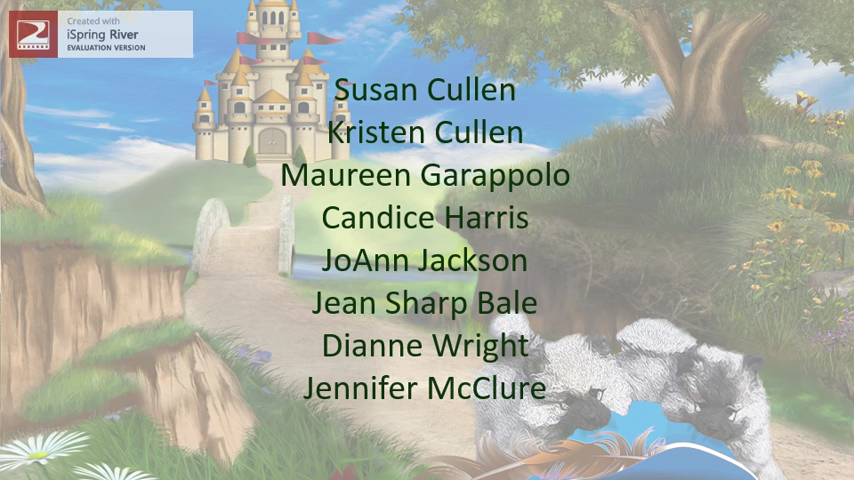 Created with
iSpring River
EVALUATION VERSION
Susan Cullen
Kristen Cullen
Maureen Garappolo
Candice Harris
JoAnn Jackson
Jean Sharp Bale
Dianne Wright
Jennifer McClure